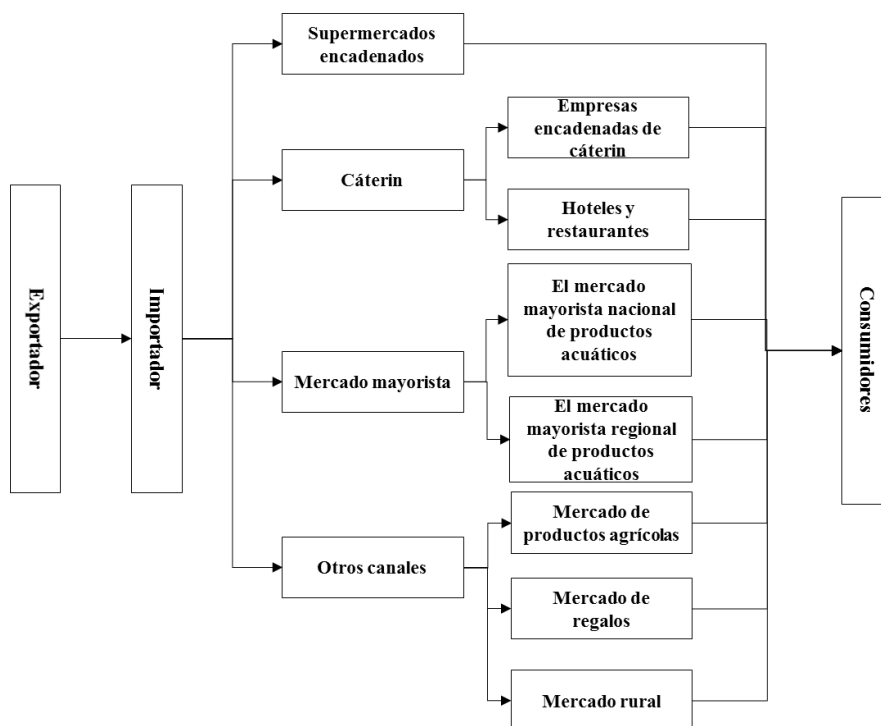 Exportador
Importador
Supermercados
encadenados
Cáterin
Mercado mayorista
Otros canales
Empresas
encadenadas de
cáterin
Hoteles y
restaurantes
El mercado
mayorista nacional
de productos
acuáticos
El mercado
mayorista regional
de productos
acuáticos
Mercado de
productos agrícolas
Mercado de
regalos
Mercado rural
Consumidores